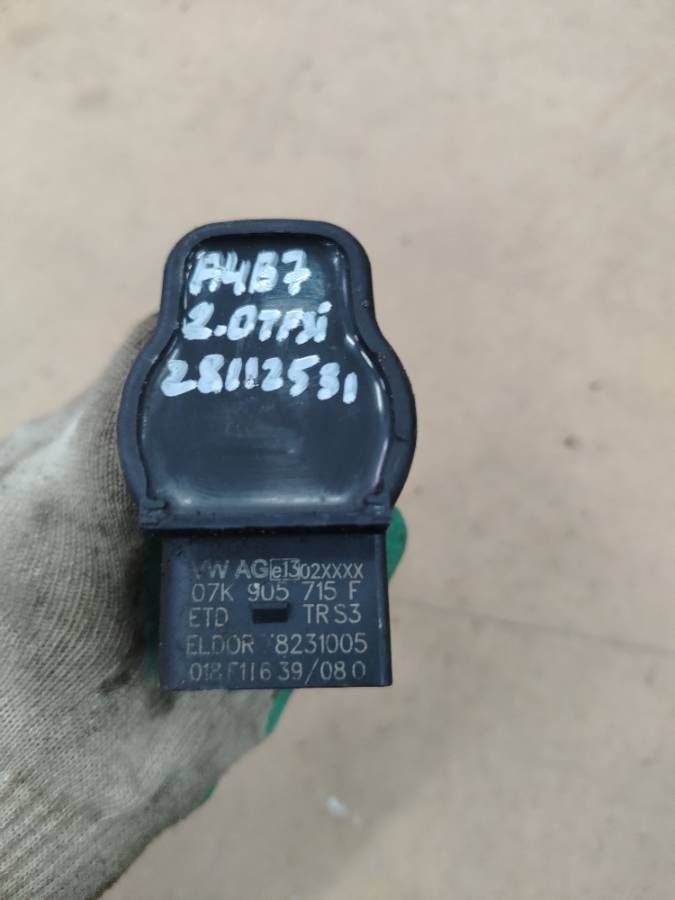 A4B7
2.0TFSi
28112531
VW AG e13 02XXXX
07K 905 715 F
ETD TRS3
ELDOR 78231005
018 F116 39/08 0